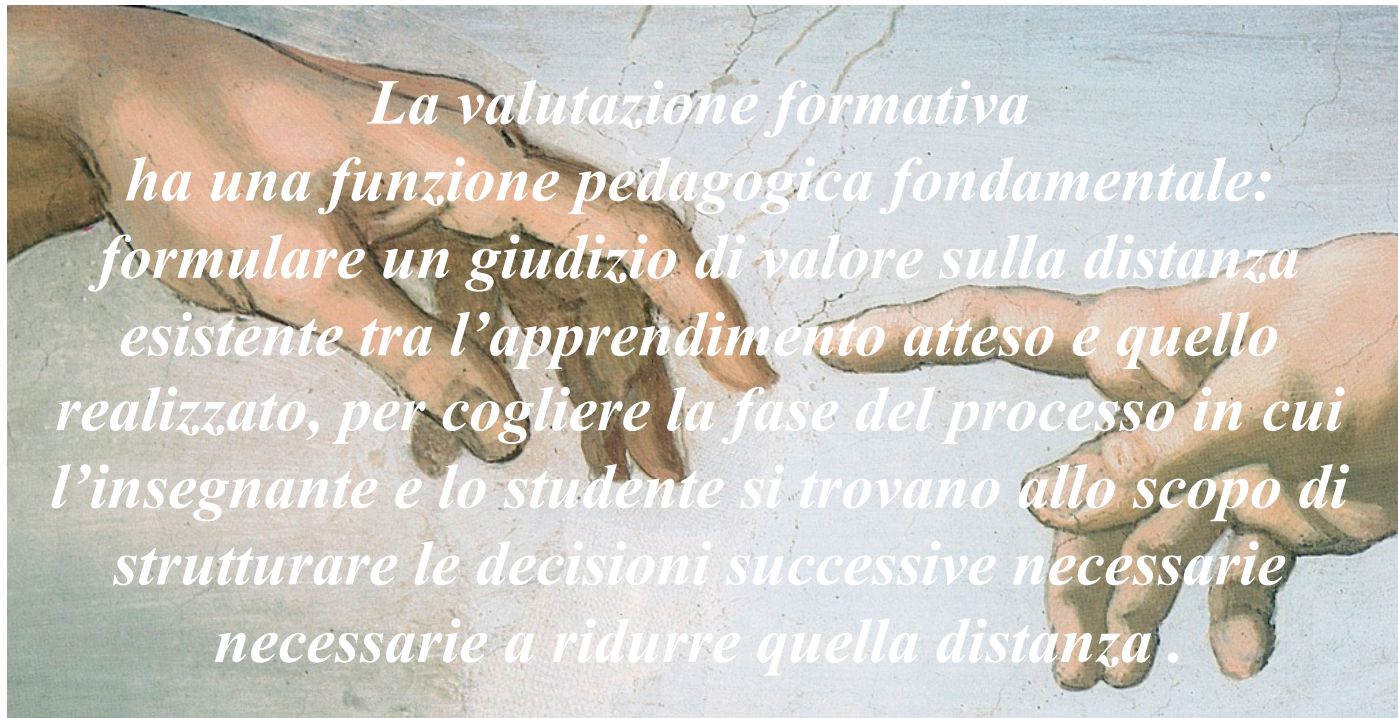 La valutazione formativa
ha una funzione pedagogica fondamentale:
formulare un giudizio di valore sulla distanza
esistente tra l’apprendimento atteso e quello
realizzato, per cogliere la fase del processo in cui
l’insegnante e lo studente si trovano allo scopo di
strutturare le decisioni successive necessarie
necessarie a ridurre quella distanza .